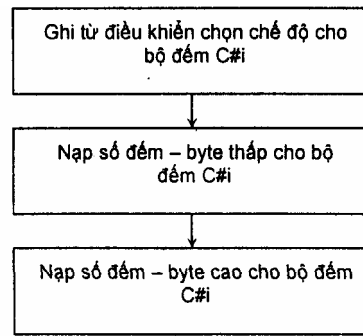 Ghi từ điều khiển chọn chế độ cho
bộ đếm C#i
Nạp số đếm – byte thấp cho bộ
đếm C#i
Nạp số đếm – byte cao cho bộ đếm
C#i